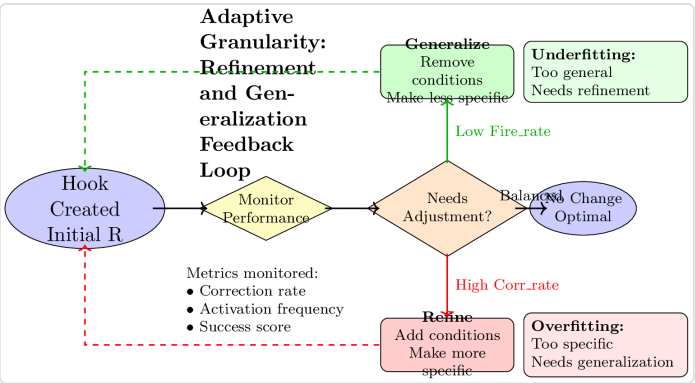 Adaptive
Granularity:
Refinement
and Gen-
eralization
Feedback
Loop
Generalize
Remove
conditions
Make less specific
Underfitting:
Too general
Needs refinement
Low Fire_rate
Hook
Created
Initial R
Monitor
Performance
Needs
Adjustment?
Balanced
No Change
Optimal
Metrics monitored:
• Correction rate
• Activation frequency
• Success score
High Corr_rate
Refine
Add conditions
Make more
specific
Overfitting:
Too specific
Needs generalization